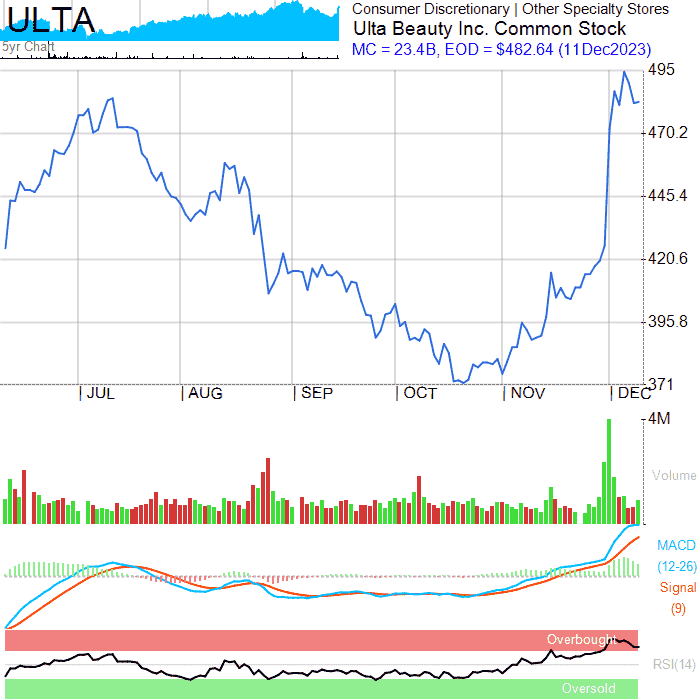 ULTA
5yr Chart
Consumer Discretionary | Other Specialty Stores
Ulta Beauty Inc. Common Stock
MC = 23.4B, EOD = $482.64 (11Dec2023)
495
470.2
445.4
420.6
395.8
371
| JUL | AUG | SEP | OCT | NOV | DEC
4M
Volume
MACD
(12-26)
Signal
(9)
Overbought
RSI(14)
Oversold